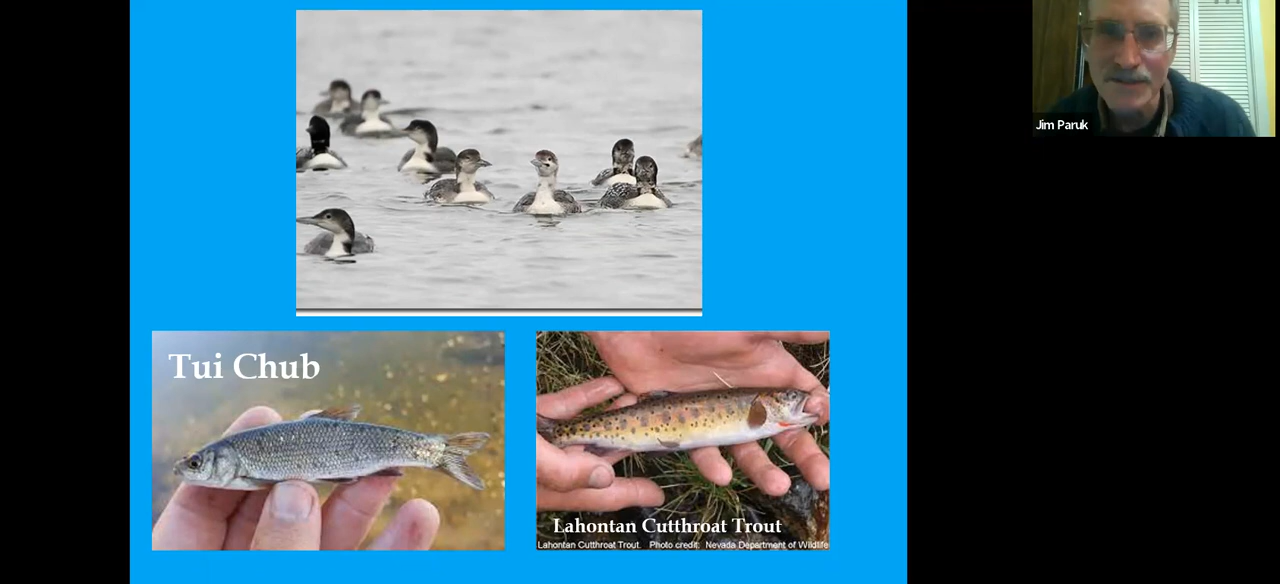 Jim Paruk
Tui Chub
Lahontan Cutthroat Trout
Lahontan Cutthroat Trout. Photo credit: Nevada Department of Wildlife